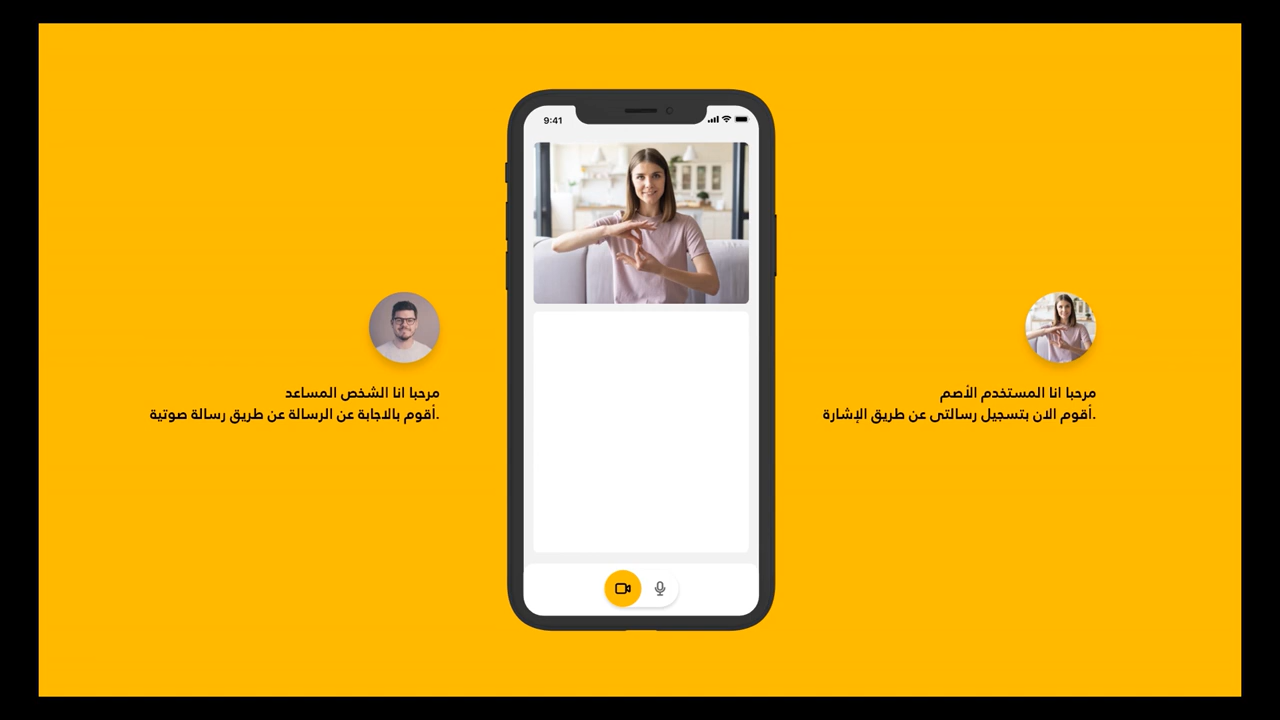 9:41
مرحبا انا المستخدم الأصم
.أقوم الان بتسجيل رسالتى عن طريق الإشارة
مرحبا انا الشخص المساعد
.أقوم بالاجابة عن الرسالة عن طريق رسالة صوتية